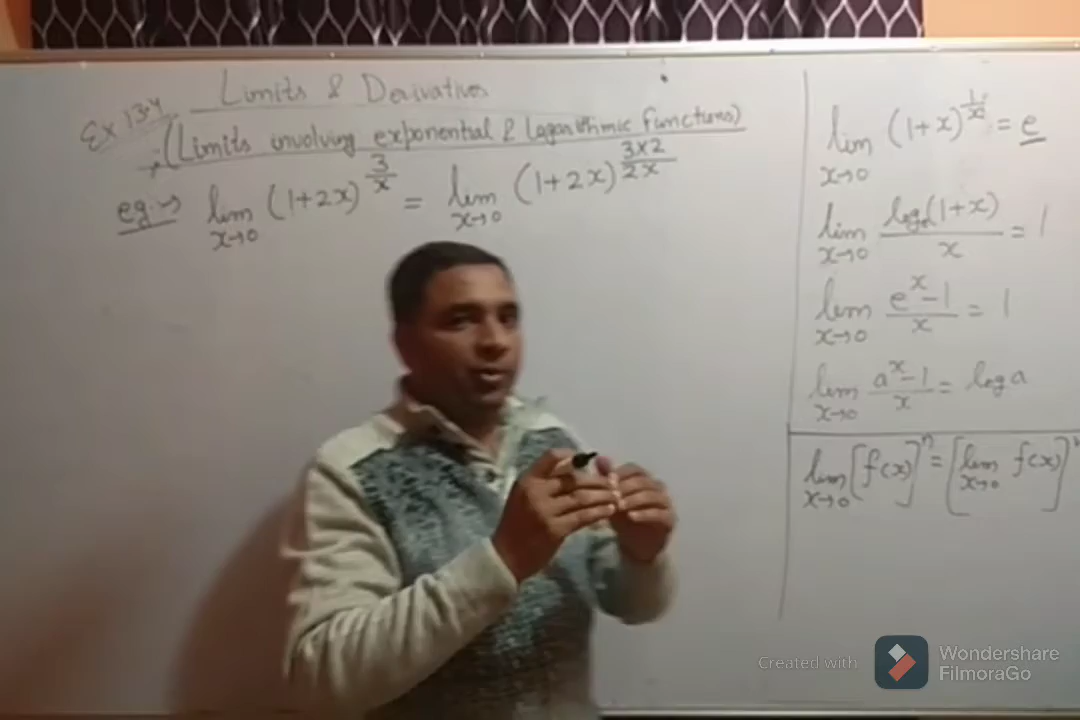 Ex 13.4
Limits & Derivatives
(Limits involving exponential & Logarithmic functions)
eg.→ lim x→0 (1+2x)^(3/x) = lim x→0 (1+2x)^(3×2/2x)
lim x→0 (1+x)^(1/x) = e
lim x→0 log(1+x)/x = 1
lim x→0 (e^x-1)/x = 1
lim x→0 (a^x-1)/x = log a
lim x→0 [f(x)]^n = [lim x→0 f(x)]^n
Created with
Wondershare
FilmoraGo